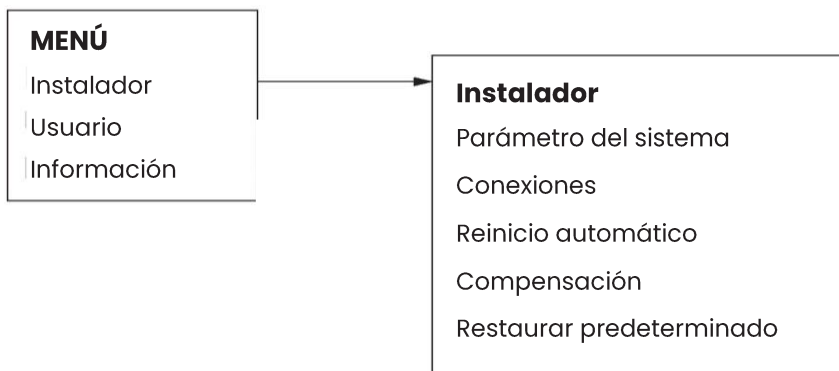 MENÚ
Instalador
Usuario
Información
Instalador
Parámetro del sistema
Conexiones
Reinicio automático
Compensación
Restaurar predeterminado